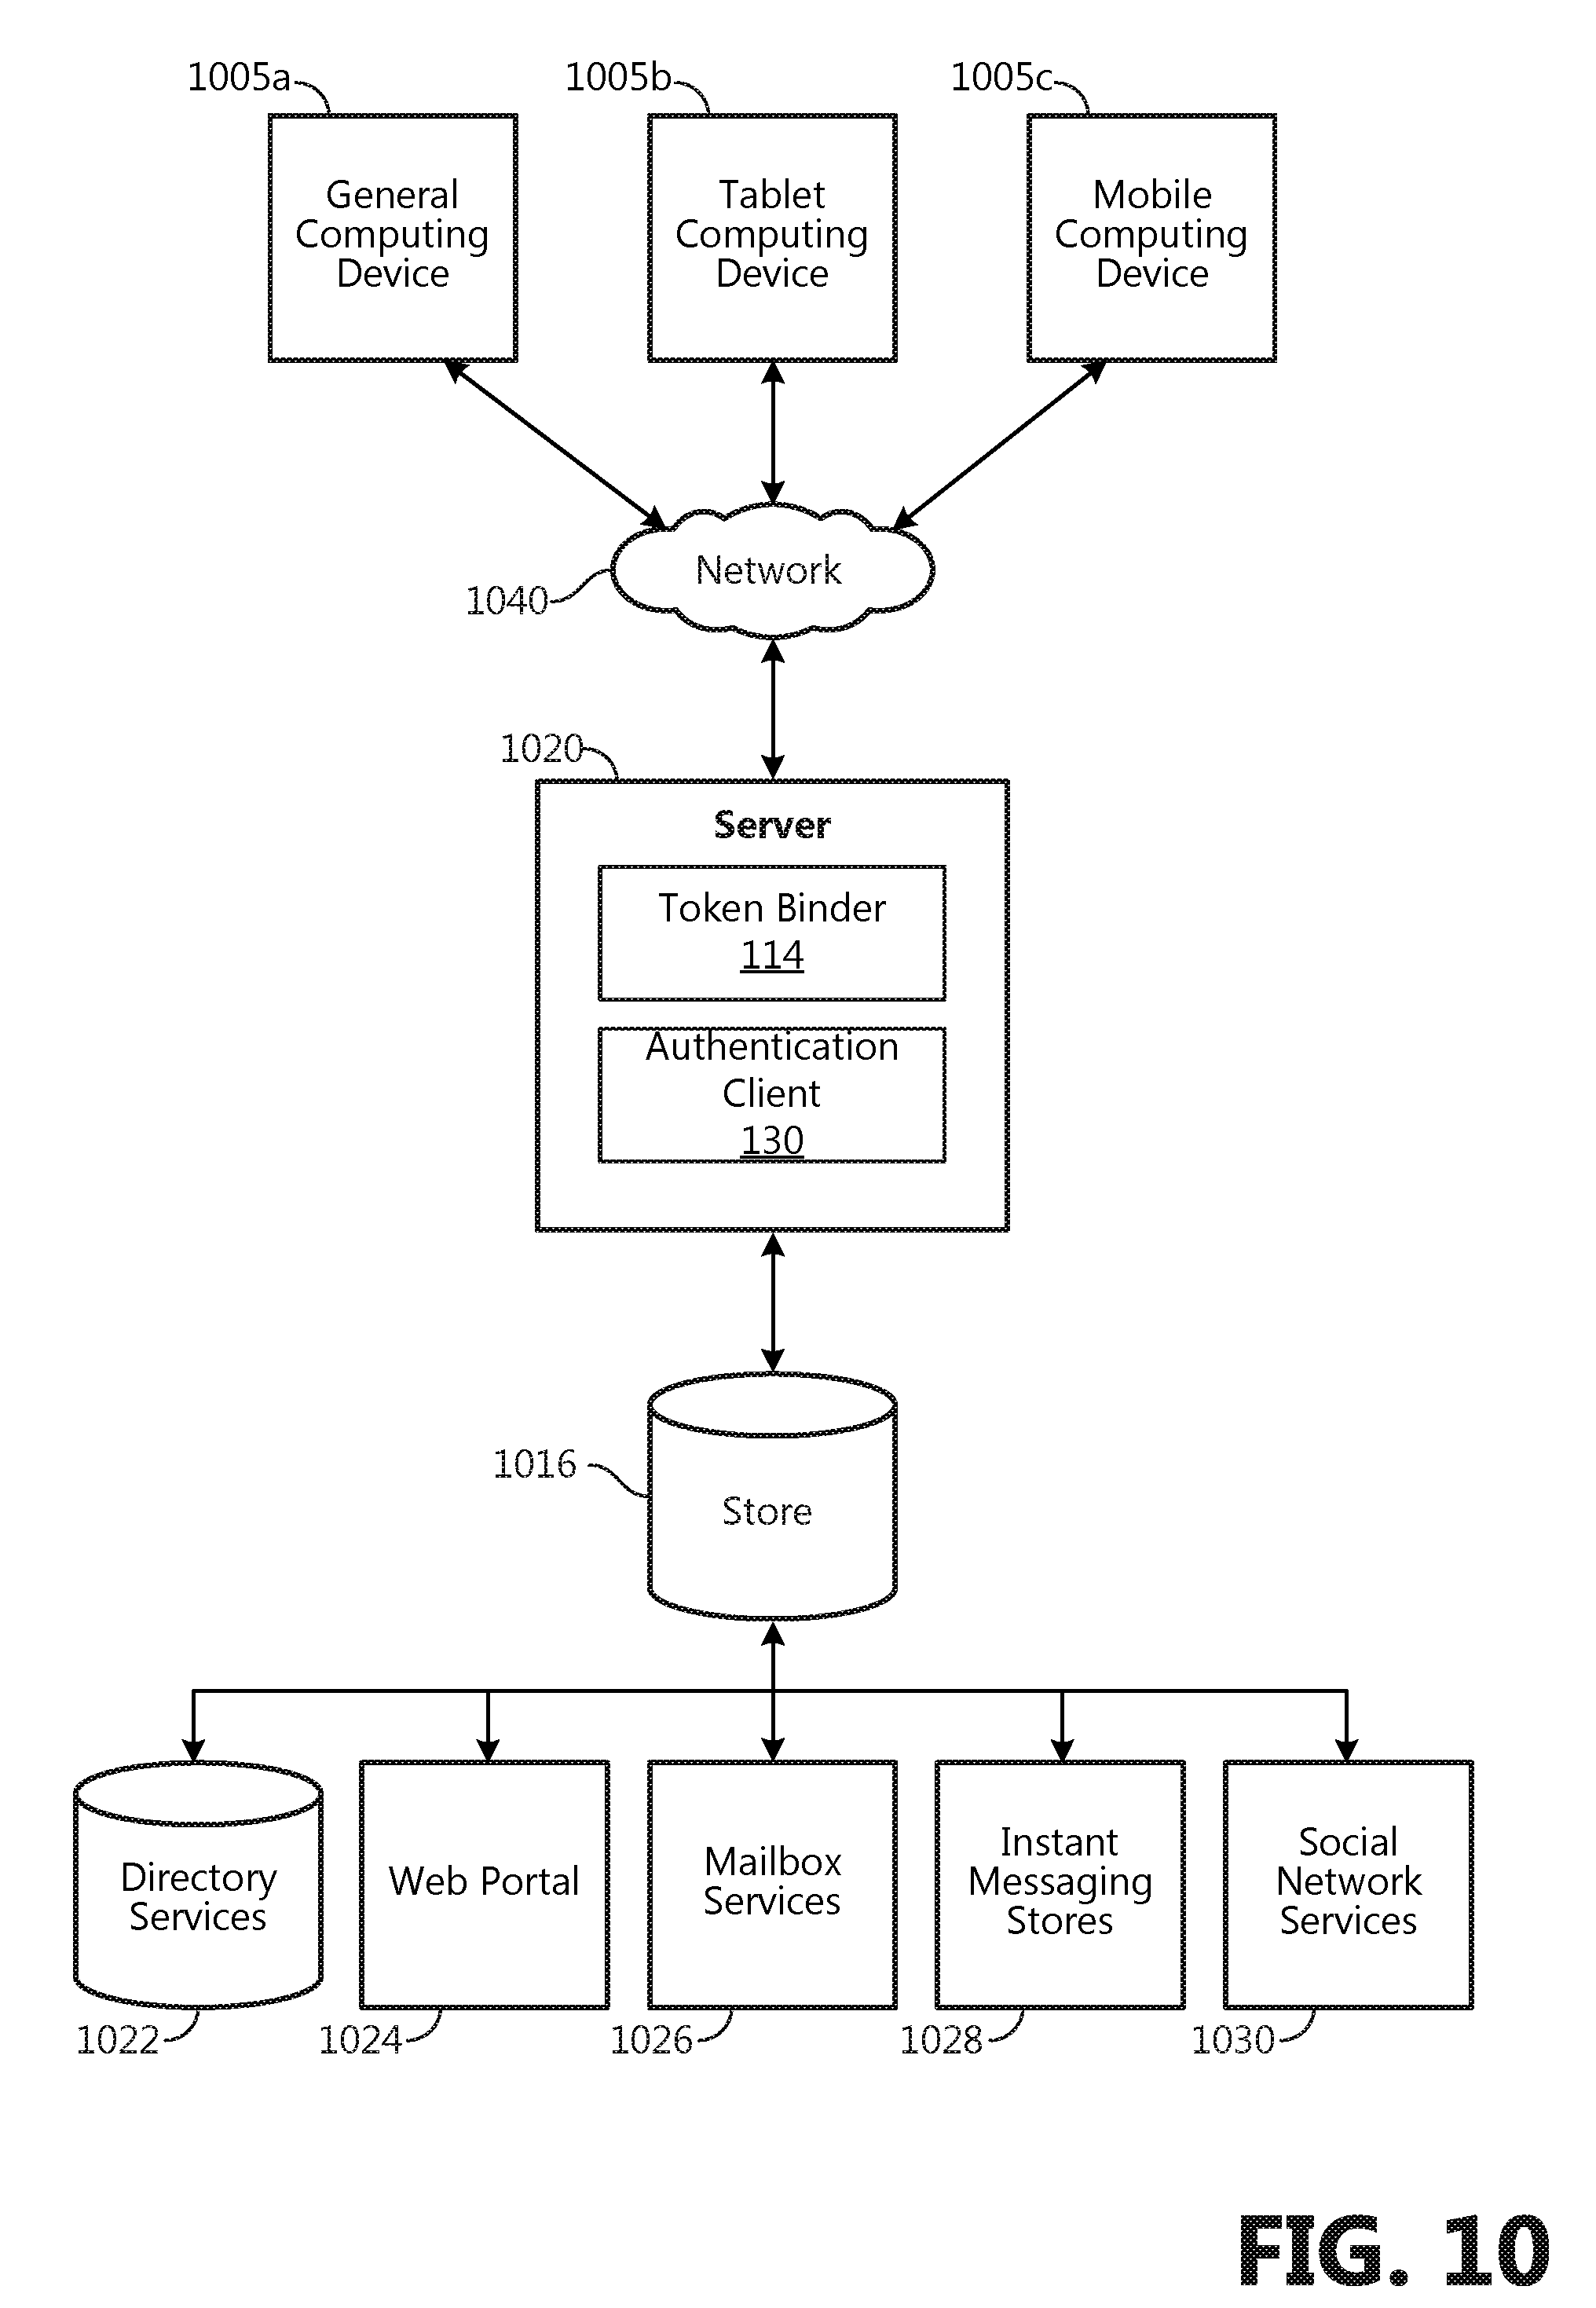 1005a
1005b
1005c
General
Computing
Device
Tablet
Computing
Device
Mobile
Computing
Device
Network
1040
1020
Server
Token Binder
114
Authentication
Client
130
1016
Store
Directory
Services
Web Portal
Mailbox
Services
Instant
Messaging
Stores
Social
Network
Services
1022
1024
1026
1028
1030
FIG. 10